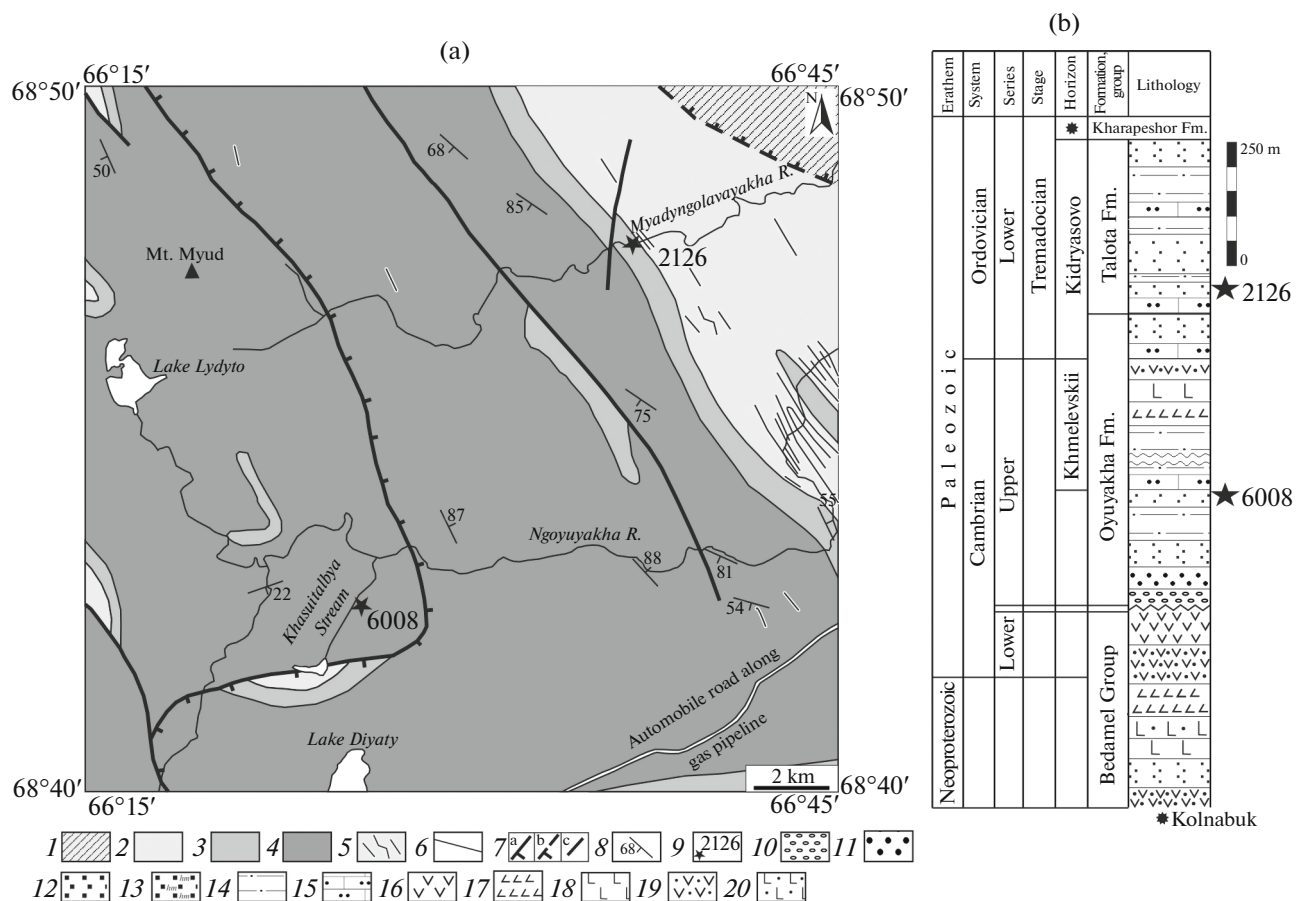 (a)
66°15′ 66°45′
68°50′ 68°50′
N
50
68
85
Myadyngolavayakha R.
2126
Mt. Myud
Lake Lydyto
75
55
87
Ngoyuyakha R.
88
81
54
22
Khasuitalbya
Stream
6008
Automobile road along
gas pipeline
Lake Diyaty
2 km
68°40′ 68°40′
66°15′ 66°45′
(b)
Erathem
System
Series
Stage
Horizon
Formation,
group
Lithology
Kharapeshor Fm.
Paleozoic
Neoproterozoic
Ordovician
Cambrian
Lower
Upper
Lower
Tremadocian
Kidryasovo
Khmelevskii
Talota Fm.
Oyuyakha Fm.
Bedamel Group
250 m
0
2126
6008
Kolnabuk
1 2 3 4 5 6 7 a b c 8 68 9 2126 10 11
12 13 hm hm hm 14 15 16 17 18 19 20